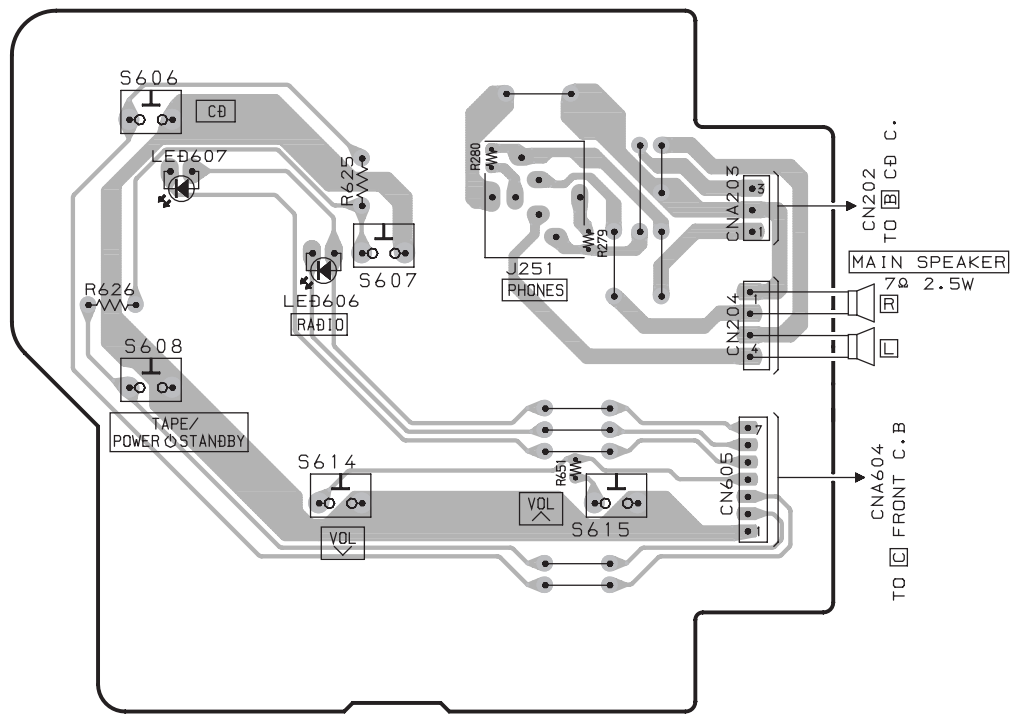 S606
CD
LED607
R625
S607
LED606
RADIO
R626
S608
TAPE/
POWER ⏻ STANDBY
S614
VOL
S615
VOL
R651
R280
R279
J251
PHONES
CNA203
3
1
CN204
1
4
CN605
7
1
CN202
TO B CD C.
MAIN SPEAKER
7Ω 2.5W
R
L
CNA604
TO C FRONT C.B